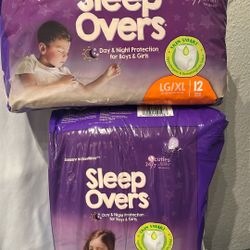 Sleep
Overs
Day & Night Protection
for Boys & Girls
LG/XL
12
Sleep
Overs
Day & Night Protection
for Boys & Girls